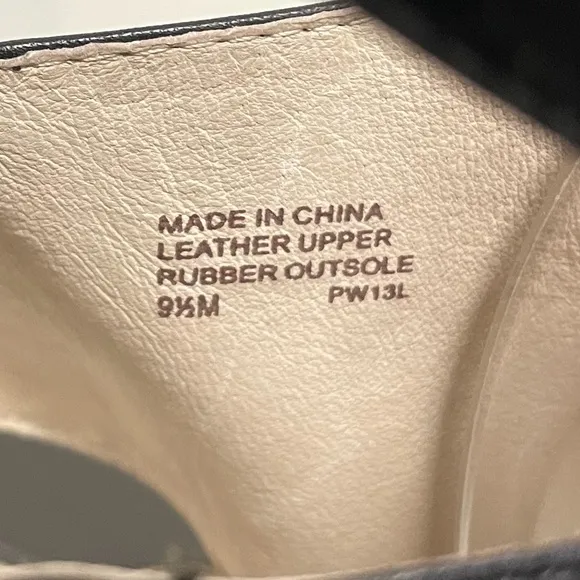 MADE IN CHINA
LEATHER UPPER
RUBBER OUTSOLE
9½M PW13L